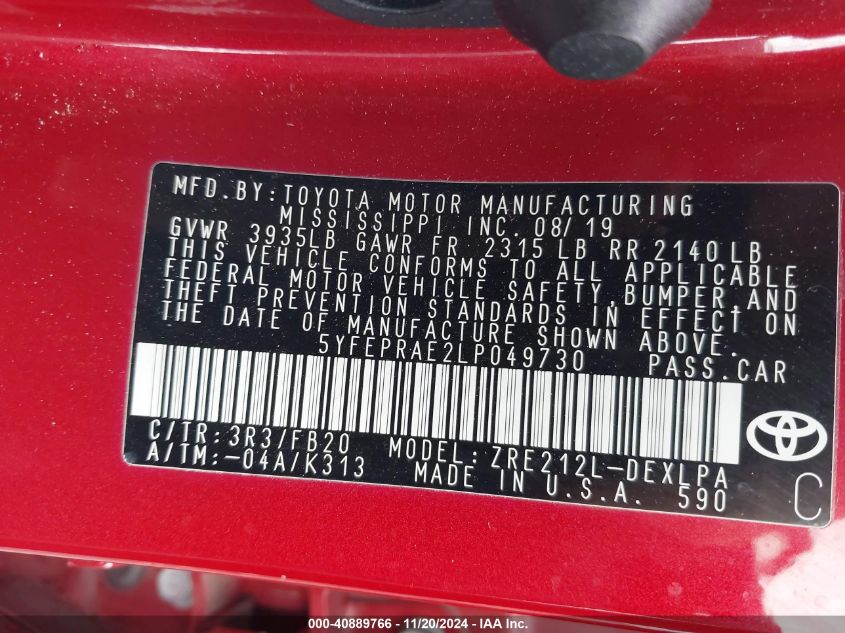 MFD.BY:TOYOTA MOTOR MANUFACTURING
MISSISSIPPI INC. 08/19
GVWR 3935LB GAWR FR 2315 LB RR 2140 LB
THIS VEHICLE CONFORMS TO ALL APPLICABLE
FEDERAL MOTOR VEHICLE SAFETY,BUMPER,AND
THEFT PREVENTION STANDARDS IN EFFECT ON
THE DATE OF MANUFACTURE SHOWN ABOVE.
5YFEPRAE2LP049730 PASS.CAR
C/TR:3R3/FB20 MODEL:ZRE212L-DEXLPA
A/TM:-04A/K313 MADE IN U.S.A. 590
C
000-40889766 - 11/20/2024 - IAA Inc.